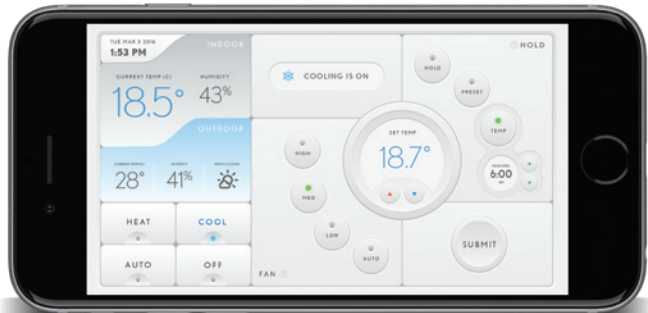 TUE MAR 3 2016
1:53 PM
INDOOR
CURRENT TEMP (C)
HUMIDITY
18.5°
43%
OUTDOOR
HUMIDITY
28°
41%
HEAT
COOL
AUTO
OFF
COOLING IS ON
HIGH
MED
LOW
AUTO
FAN
SET TEMP
18.7°
HOLD
HOLD
PRESET
TEMP
6:00
SUBMIT